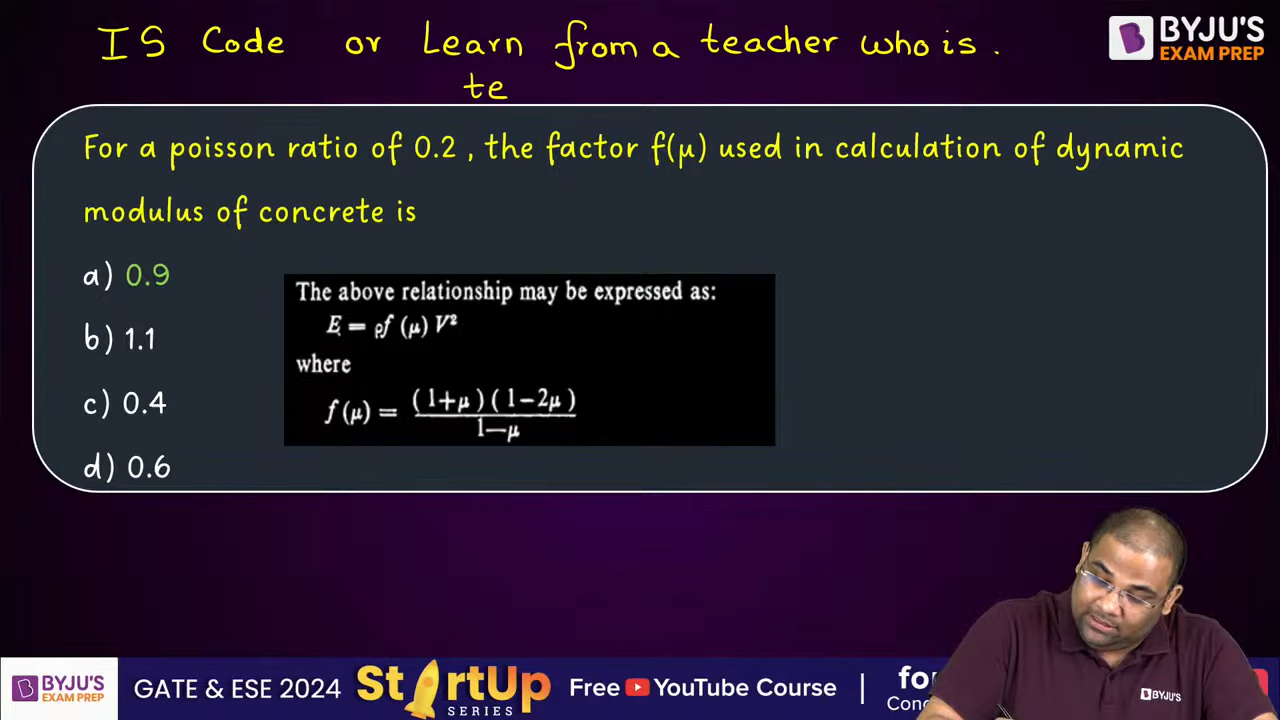 IS Code or Learn from a teacher who is.
te
BYJU'S
EXAM PREP
For a poisson ratio of 0.2, the factor f(μ) used in calculation of dynamic
modulus of concrete is
a) 0.9
b) 1.1
c) 0.4
d) 0.6
The above relationship may be expressed as:
E = ρf (μ) V²
where
f (μ) = (1+μ) (1−2μ) / 1−μ
BYJU'S
BYJU'S
EXAM PREP
GATE & ESE 2024
StartUp
SERIES
Free YouTube Course
|
for
Conc